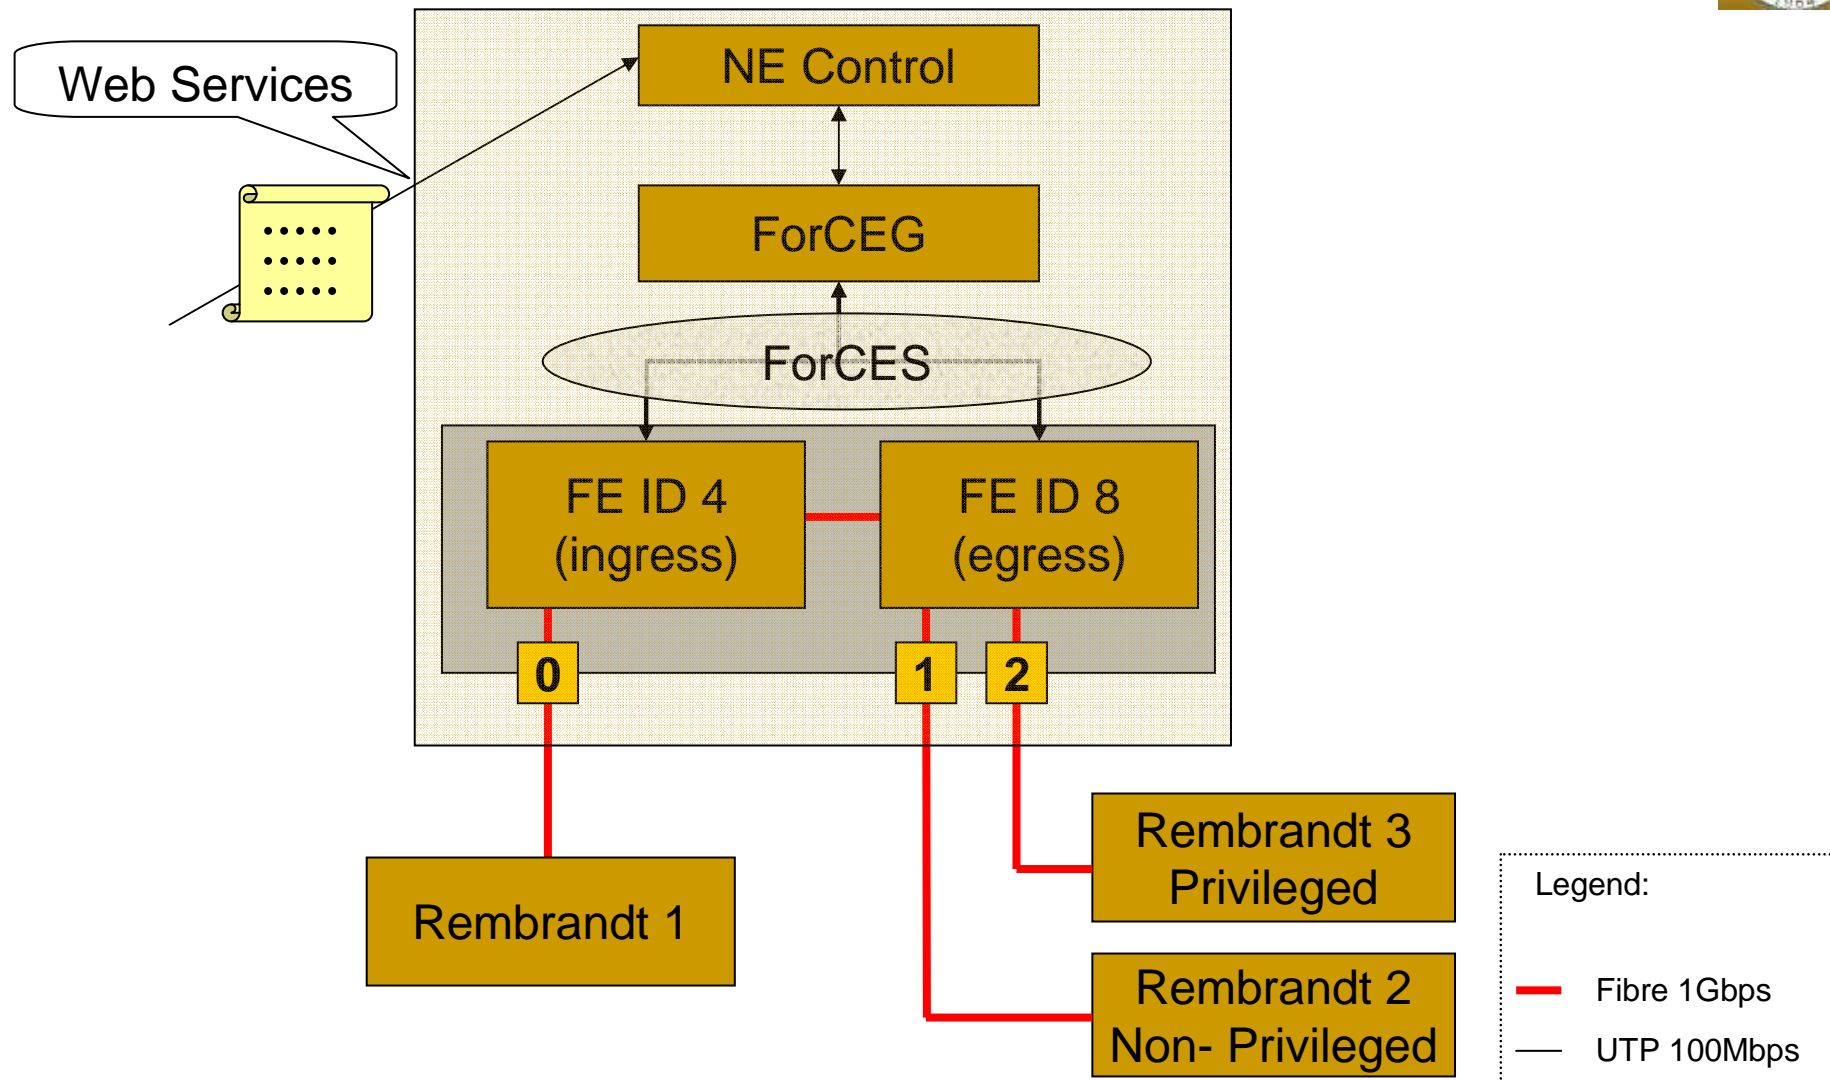 Web Services
NE Control
ForCEG
ForCES
FE ID 4
(ingress)
FE ID 8
(egress)
0
1
2
Rembrandt 1
Rembrandt 3
Privileged
Rembrandt 2
Non- Privileged
Legend:
Fibre 1Gbps
UTP 100Mbps